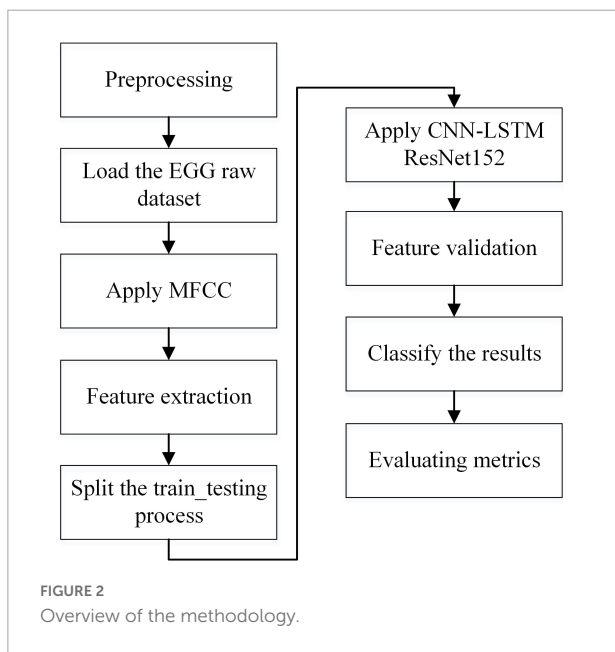 Preprocessing
Load the EGG raw
dataset
Apply MFCC
Feature extraction
Split the train_testing
process
Apply CNN-LSTM
ResNet152
Feature validation
Classify the results
Evaluating metrics
FIGURE 2
Overview of the methodology.